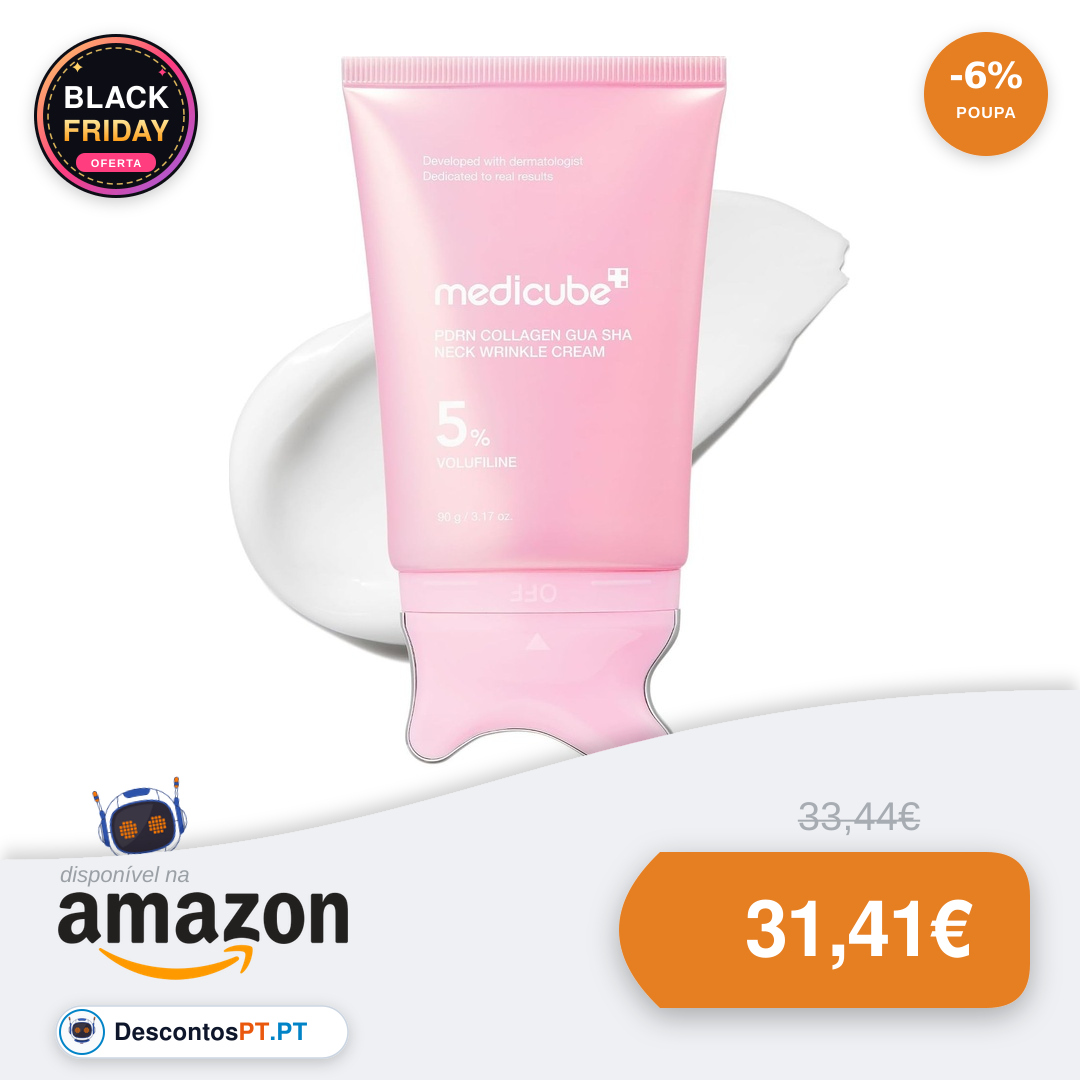 BLACK
FRIDAY
OFERTA
-6%
POUPA
Developed with dermatologist
Dedicated to real results
medicube
PDRN COLLAGEN GUA SHA
NECK WRINKLE CREAM
5%
VOLUFILINE
90 g / 3.17 oz.
OFF
33,44€
31,41€
disponível na
amazon
DescontosPT.PT